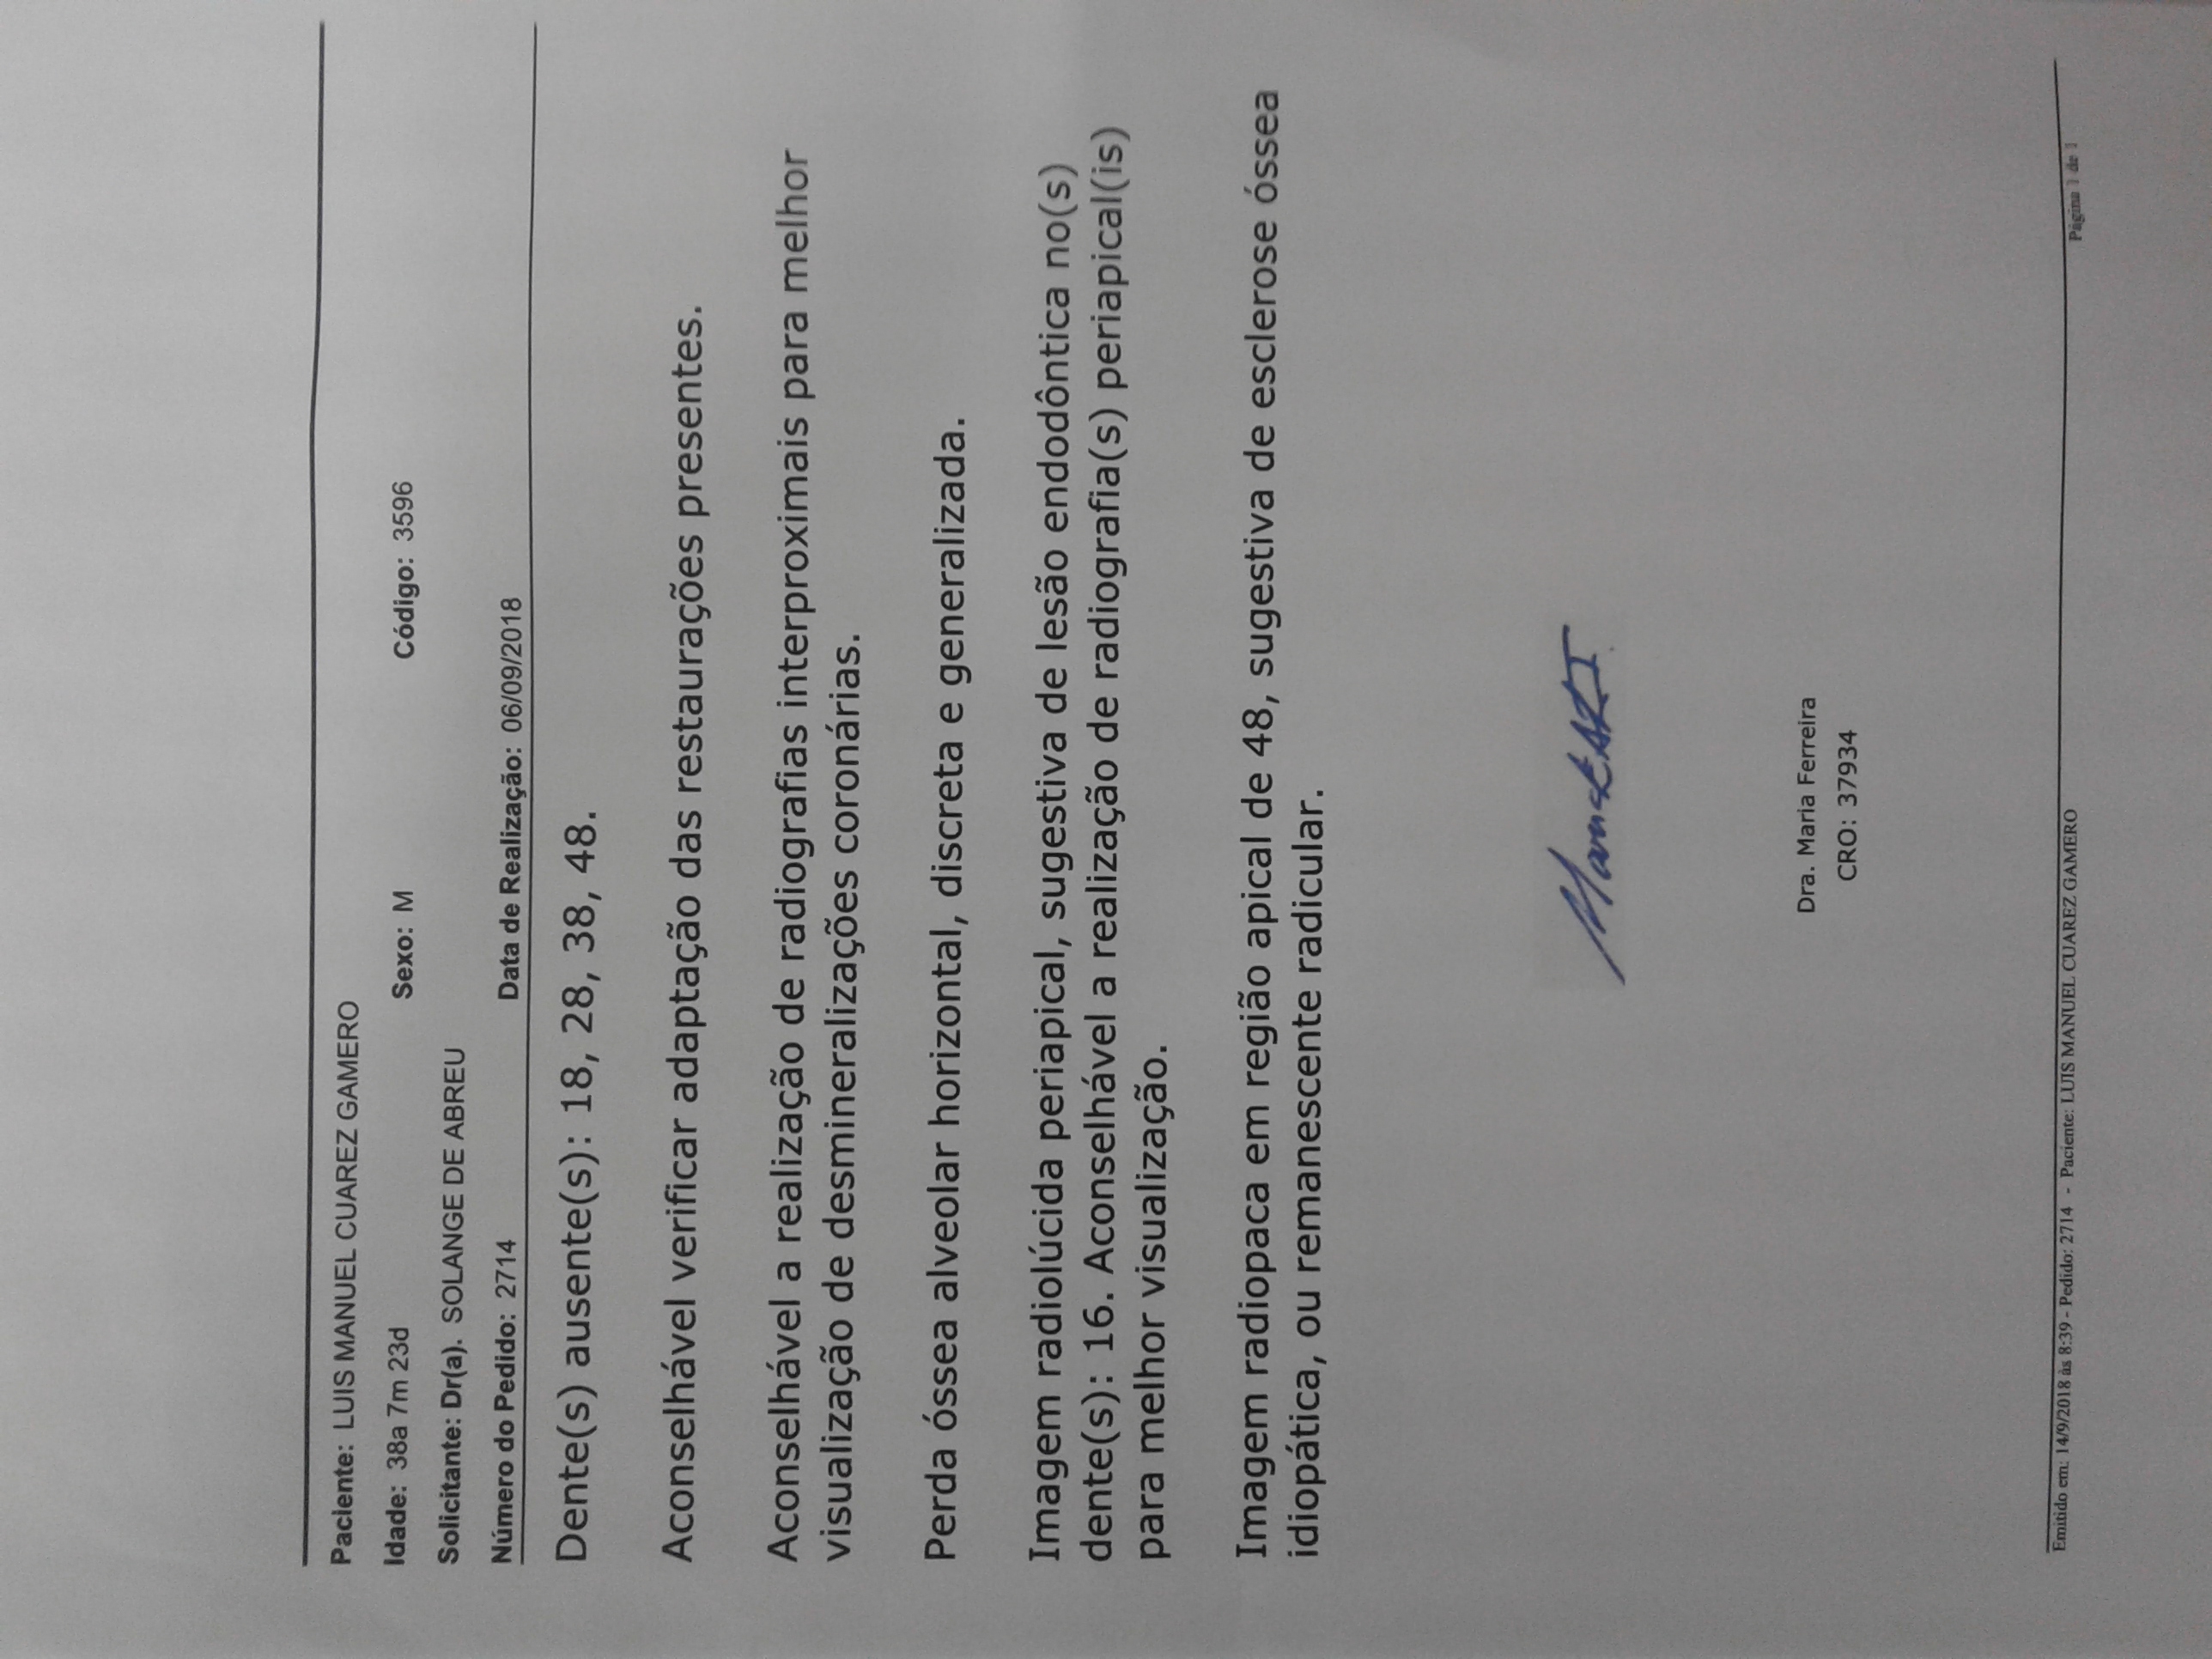 Paciente: LUIS MANUEL CUAREZ GAMERO
Idade: 38a 7m 23d Sexo: M Código: 3596
Solicitante: Dr(a). SOLANGE DE ABREU
Número do Pedido: 2714 Data de Realização: 06/09/2018
Dente(s) ausente(s): 18, 28, 38, 48.
Aconselhável verificar adaptação das restaurações presentes.
Aconselhável a realização de radiografias interproximais para melhor
visualização de desmineralizações coronárias.
Perda óssea alveolar horizontal, discreta e generalizada.
Imagem radiolúcida periapical, sugestiva de lesão endodôntica no(s)
dente(s): 16. Aconselhável a realização de radiografia(s) periapical(is)
para melhor visualização.
Imagem radiopaca em região apical de 48, sugestiva de esclerose óssea
idiopática, ou remanescente radicular.
Dra. Maria Ferreira
CRO: 37934
Emitido em: 14/9/2018 às 8:39 - Pedido: 2714 - Paciente: LUIS MANUEL CUAREZ GAMERO Página 1 de 1